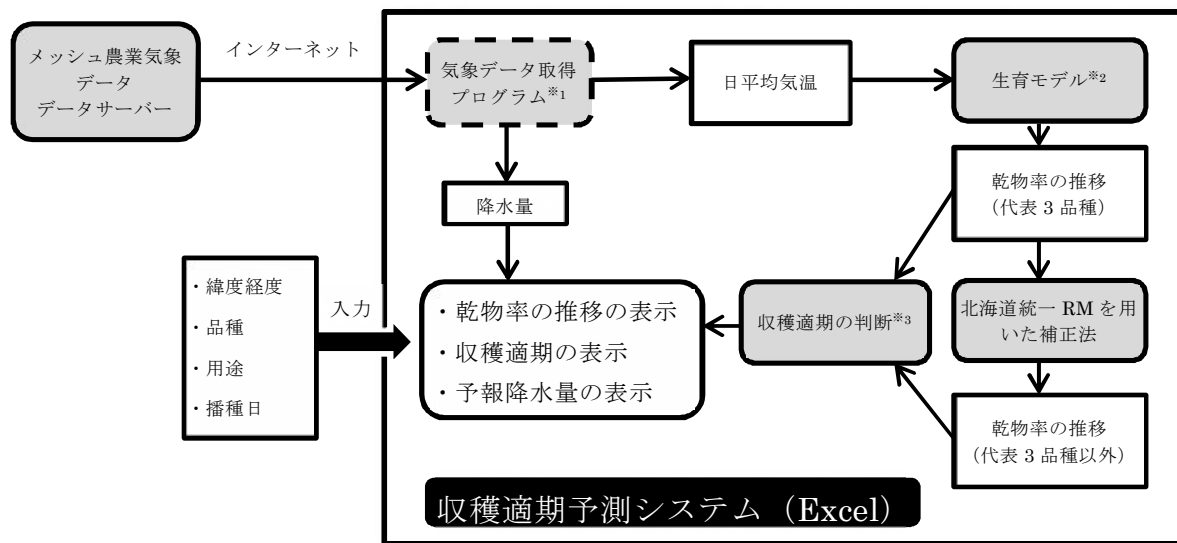 メッシュ農業気象
データ
データサーバー
インターネット
気象データ取得
プログラム※1
日平均気温
生育モデル※2
降水量
乾物率の推移
（代表 3 品種）
・緯度経度
・品種
・用途
・播種日
入力
・乾物率の推移の表示
・収穫適期の表示
・予報降水量の表示
収穫適期の判断※3
北海道統一 RM を用
いた補正法
乾物率の推移
（代表 3 品種以外）
収穫適期予測システム（Excel）